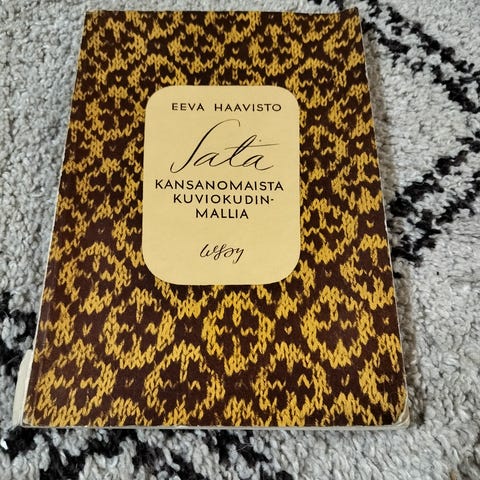 EEVA HAAVISTO
Sata
KANSANOMAISTA
KUVIOKUDIN-
MALLIA
WSOY